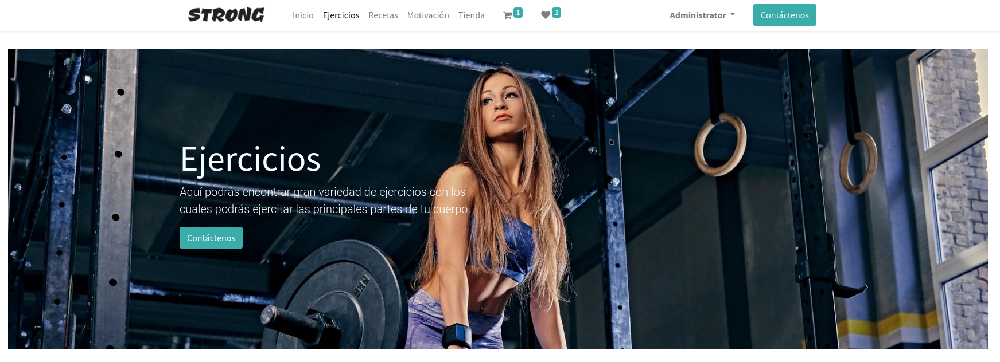 STRONG Inicio Ejercicios Recetas Motivación Tienda 1 1 Administrator Contáctenos
Ejercicios
Aquí podrás encontrar gran variedad de ejercicios con los
cuales podrás ejercitar las principales partes de tu cuerpo.
Contáctenos